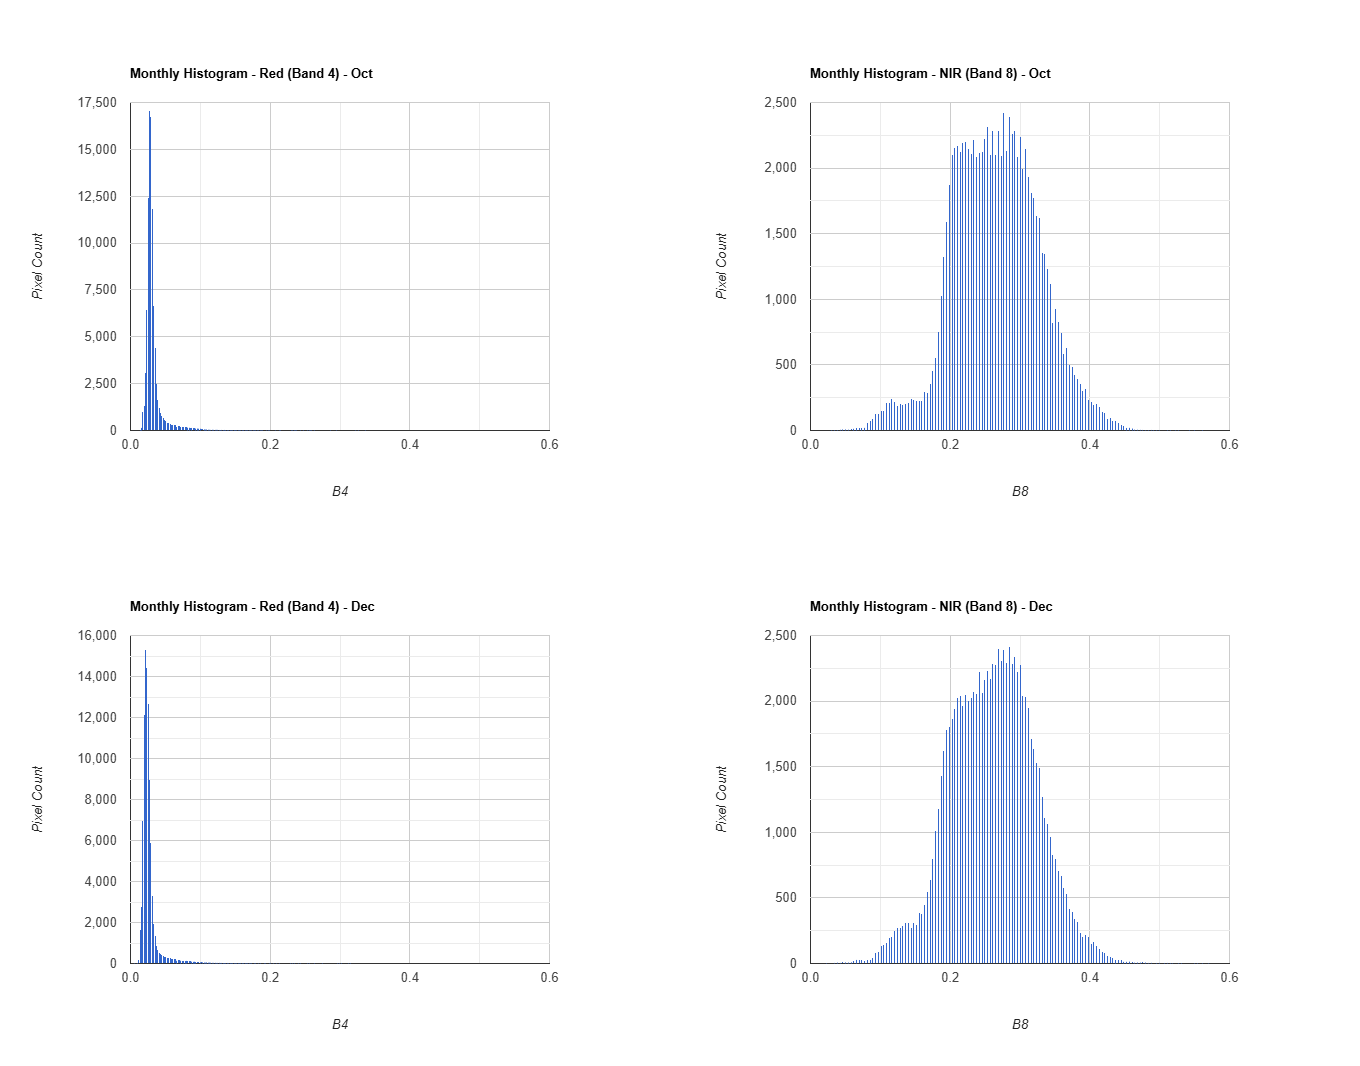 Monthly Histogram - Red (Band 4) - Oct
17,500
15,000
12,500
10,000
7,500
5,000
2,500
0
Pixel Count
0.0 0.2 0.4 0.6
B4
Monthly Histogram - NIR (Band 8) - Oct
2,500
2,000
1,500
1,000
500
0
Pixel Count
0.0 0.2 0.4 0.6
B8
Monthly Histogram - Red (Band 4) - Dec
16,000
14,000
12,000
10,000
8,000
6,000
4,000
2,000
0
Pixel Count
0.0 0.2 0.4 0.6
B4
Monthly Histogram - NIR (Band 8) - Dec
2,500
2,000
1,500
1,000
500
0
Pixel Count
0.0 0.2 0.4 0.6
B8